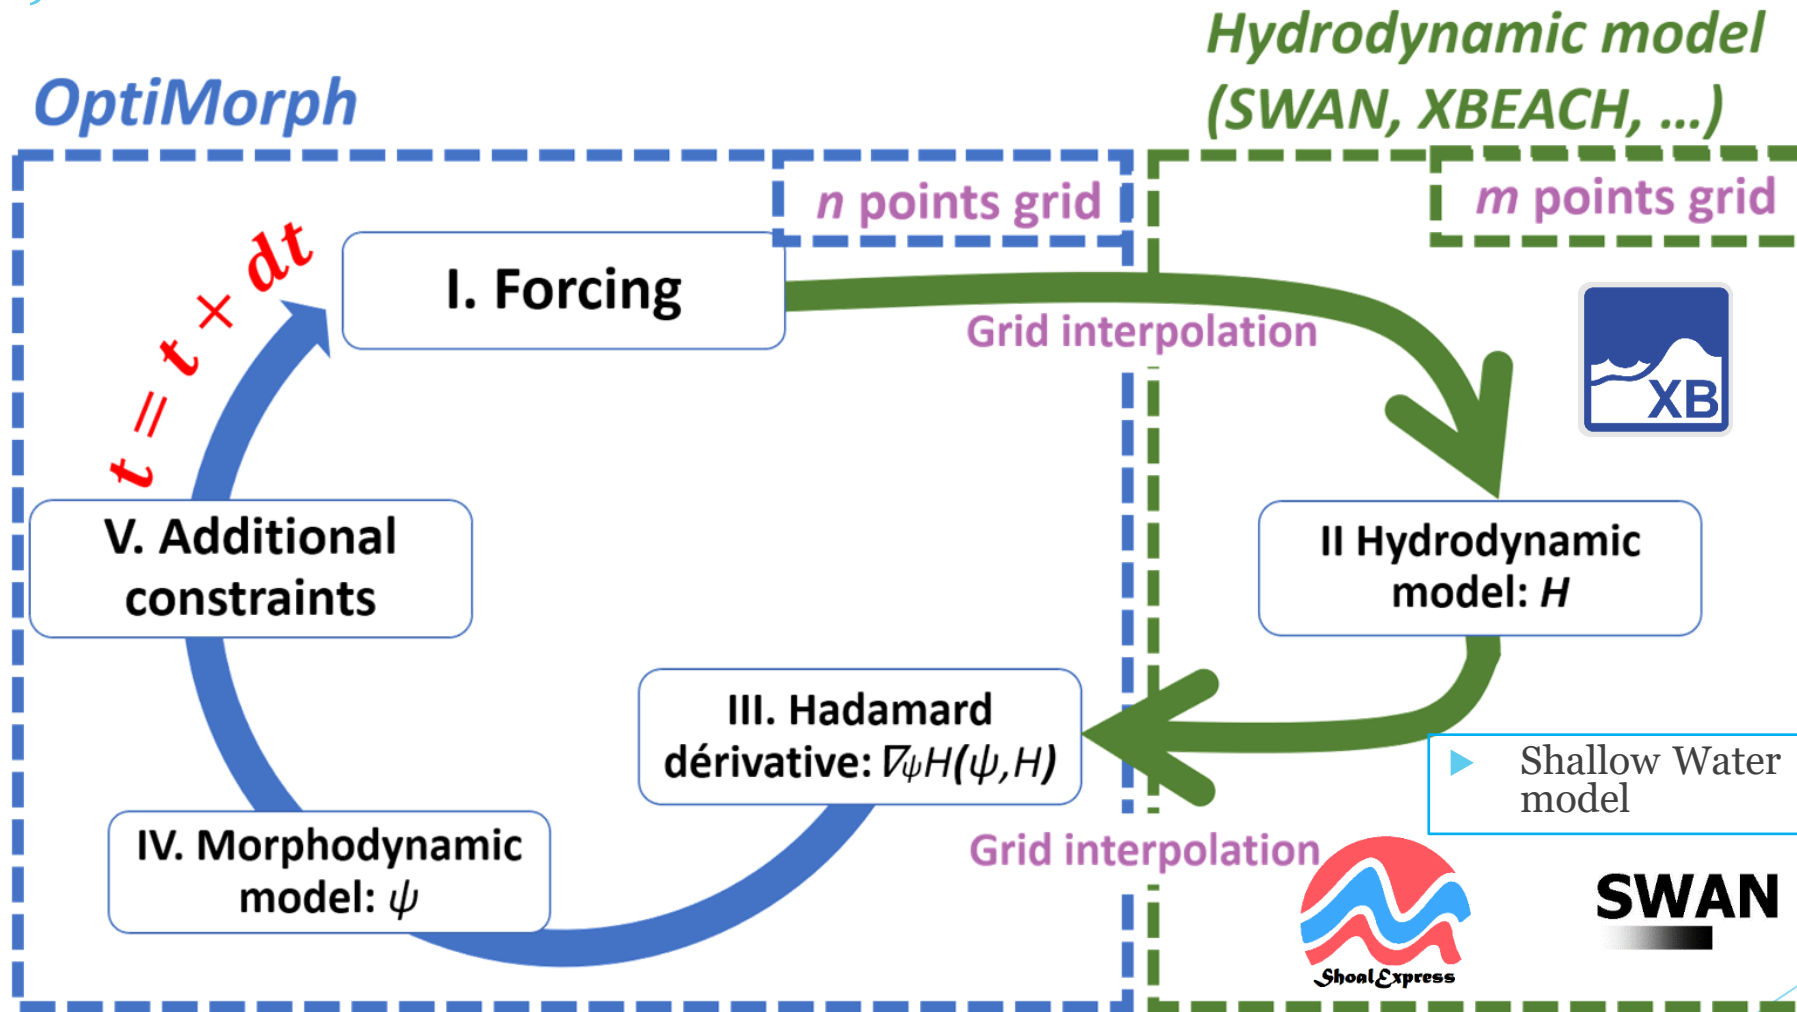 OptiMorph
Hydrodynamic model
(SWAN, XBEACH, ...)
n points grid
m points grid
t = t × dt
I. Forcing
Grid interpolation
XB
V. Additional
constraints
II Hydrodynamic
model: H
III. Hadamard
dérivative: ∇ψH(ψ,H)
Shallow Water
model
IV. Morphodynamic
model: ψ
Grid interpolation
ShoalExpress
SWAN